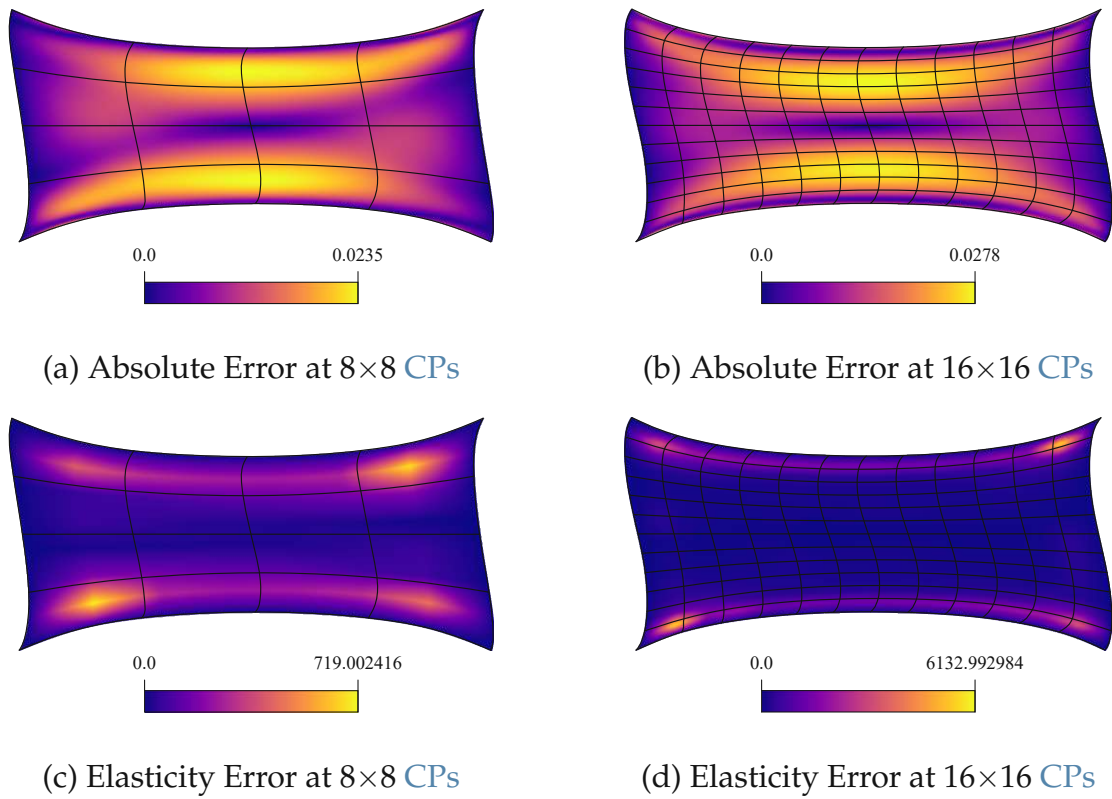 0.0 0.0235
0.0 0.0278
(a) Absolute Error at 8×8 CPs
(b) Absolute Error at 16×16 CPs
0.0 719.002416
0.0 6132.992984
(c) Elasticity Error at 8×8 CPs
(d) Elasticity Error at 16×16 CPs